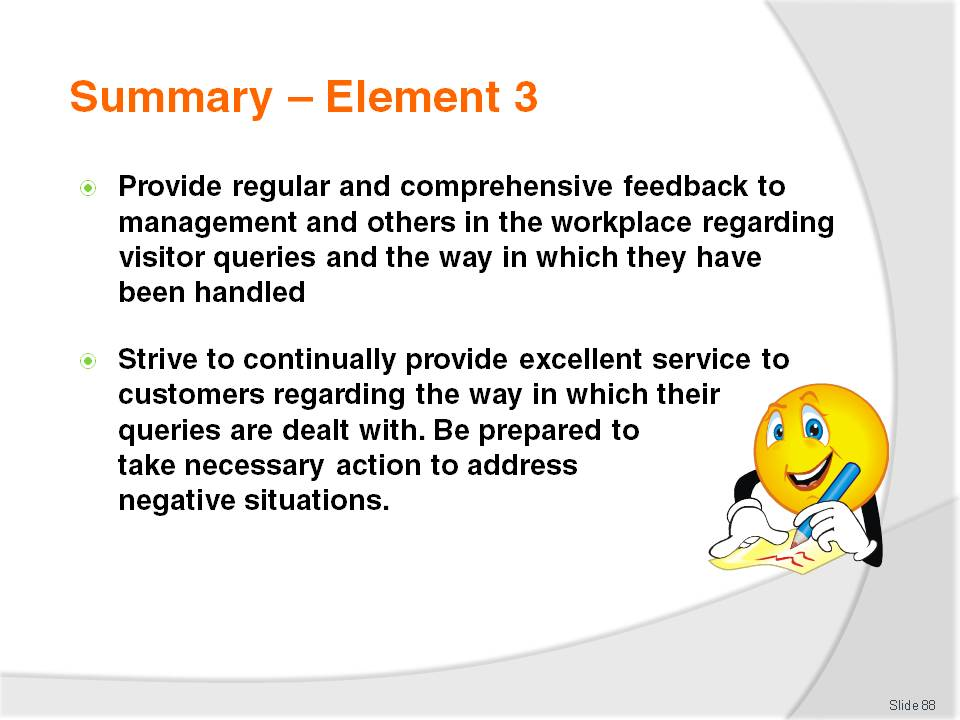 Summary – Element 3
Provide regular and comprehensive feedback to
management and others in the workplace regarding
visitor queries and the way in which they have
been handled
Strive to continually provide excellent service to
customers regarding the way in which their
queries are dealt with. Be prepared to
take necessary action to address
negative situations.
Slide 88